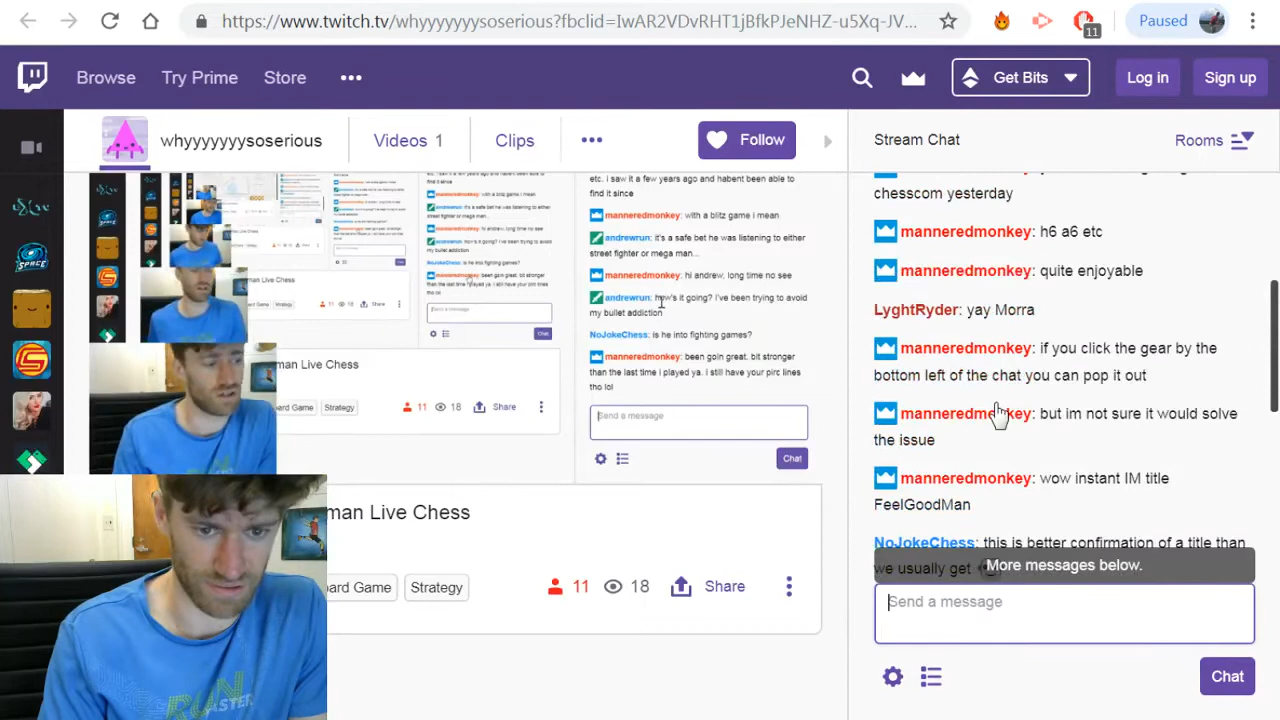 https://www.twitch.tv/whyyyyyysoserious?fbclid=IwAR2VDvRHT1jBfkPJeNHZ-u5Xq-JV...
11
Paused
Browse
Try Prime
Store
Get Bits
Log in
Sign up
whyyyyyysoserious
Videos 1
Clips
Follow
Stream Chat
Rooms
etc. i saw it a few years ago and habent been able to
find it since
manneredmonkey: with a blitz game i mean
andrewrun: it's a safe bet he was listening to either
street fighter or mega man...
manneredmonkey: hi andrew, long time no see
andrewrun: how's it going? i've been trying to avoid
my bullet addiction
NoJokeChess: is he into fighting games?
manneredmonkey: been goin great. bit stronger
than the last time i played ya. i still have your pirc lines
tho lol
Send a message
Chat
SPACE
man Live Chess
ard Game
Strategy
11
18
Share
man Live Chess
ard Game
Strategy
11
18
Share
chesscom yesterday
manneredmonkey: h6 a6 etc
manneredmonkey: quite enjoyable
LyghtRyder: yay Morra
manneredmonkey: if you click the gear by the
bottom left of the chat you can pop it out
manneredmonkey: but im not sure it would solve
the issue
manneredmonkey: wow instant IM title
FeelGoodMan
NoJokeChess: this is better confirmation of a title than
we usually get
More messages below.
Send a message
Chat